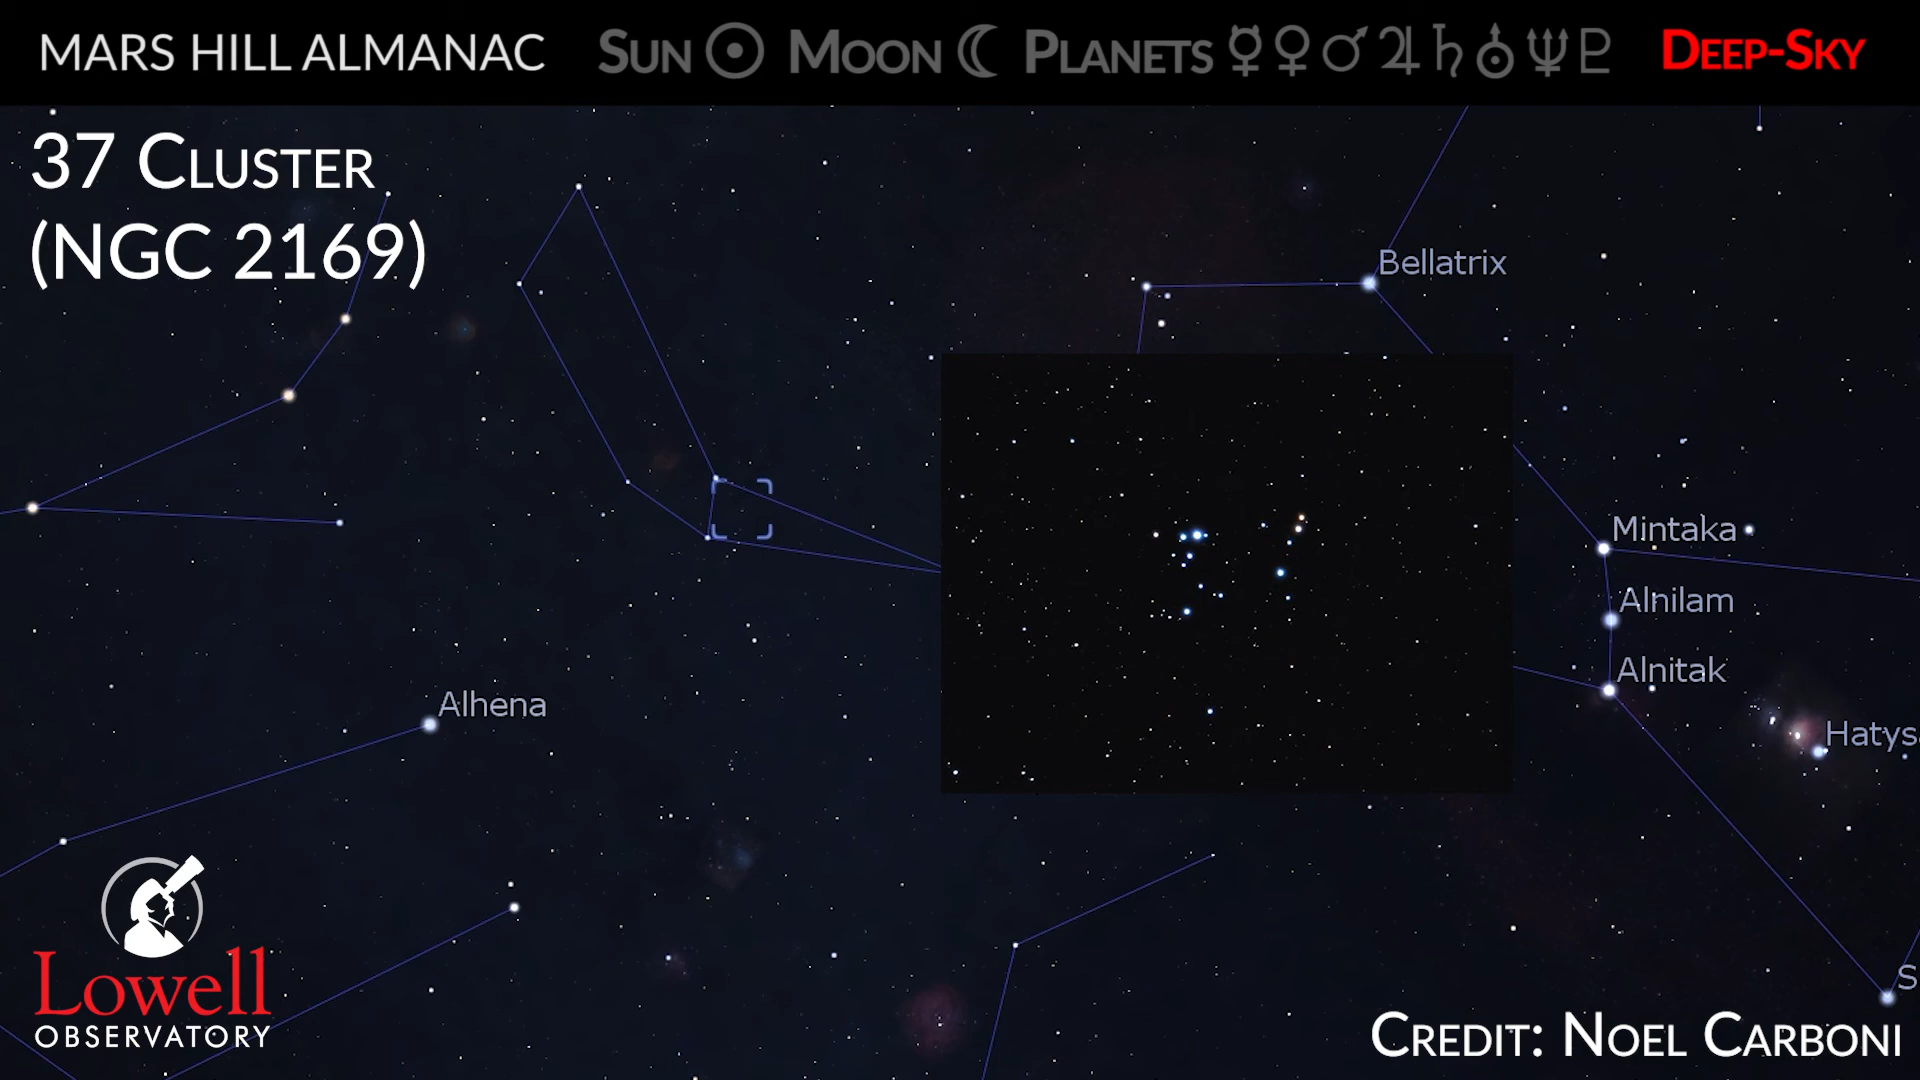 MARS HILL ALMANAC SUN ☉ MOON ☾ PLANETS ☿ ♀ ♂ ♃ ♄ ⛢ ♆ ♇ DEEP-SKY
37 CLUSTER
(NGC 2169)
Bellatrix
Mintaka
Alnilam
Alnitak
Alhena
Hatys
S
Lowell
OBSERVATORY
CREDIT: NOEL CARBONI